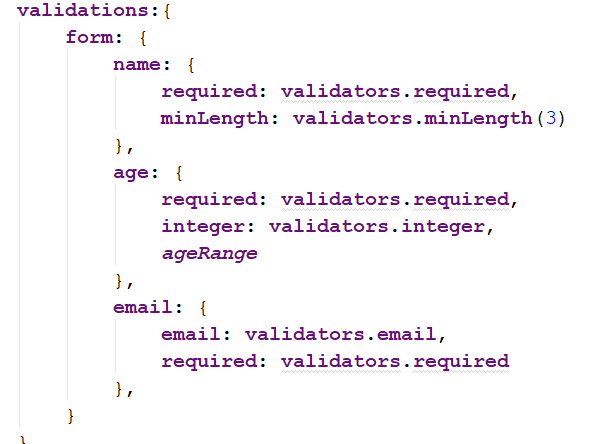 validations:{
form: {
name: {
required: validators.required,
minLength: validators.minLength(3)
},
age: {
required: validators.required,
integer: validators.integer,
ageRange
},
email: {
email: validators.email,
required: validators.required
},
}
}